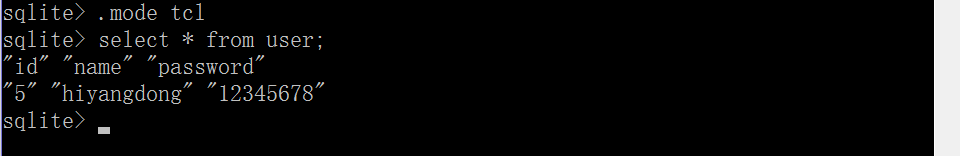 sqlite> .mode tcl
sqlite> select * from user;
"id" "name" "password"
"5" "hiyangdong" "12345678"
sqlite>